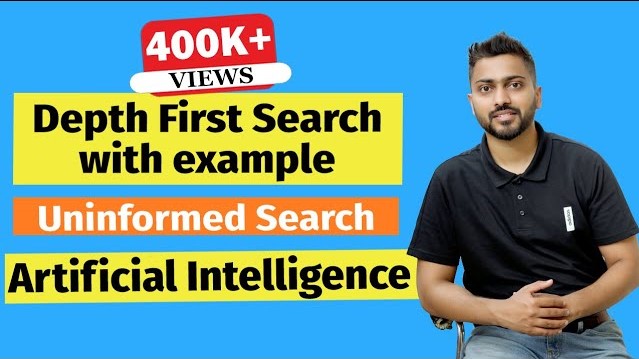 400K+
VIEWS
Depth First Search
with example
Uninformed Search
Artificial Intelligence